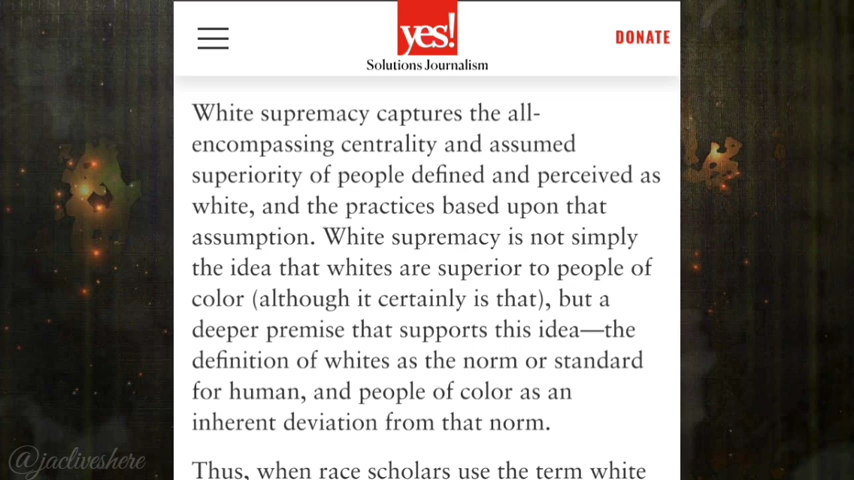 yes!
DONATE
Solutions Journalism
White supremacy captures the all-
encompassing centrality and assumed
superiority of people defined and perceived as
white, and the practices based upon that
assumption. White supremacy is not simply
the idea that whites are superior to people of
color (although it certainly is that), but a
deeper premise that supports this idea—the
definition of whites as the norm or standard
for human, and people of color as an
inherent deviation from that norm.
Thus, when race scholars use the term white
@jacliveshere